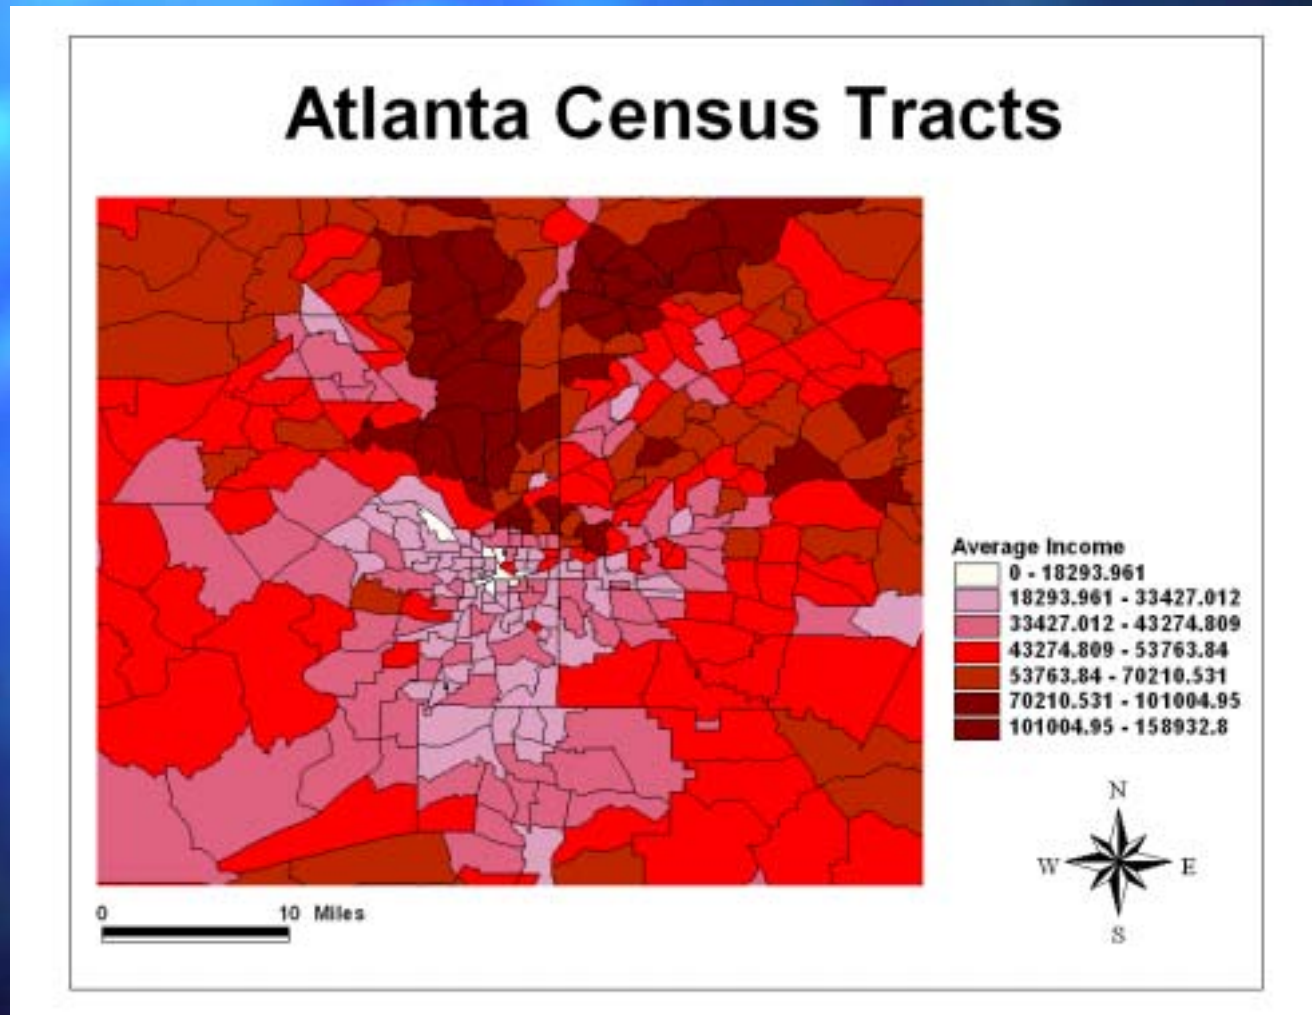 Atlanta Census Tracts
Average Income
0 - 18293.961
18293.961 - 33427.012
33427.012 - 43274.809
43274.809 - 53763.84
53763.84 - 70210.531
70210.531 - 101004.95
101004.95 - 158932.8
N
W E
S
0 10 Miles